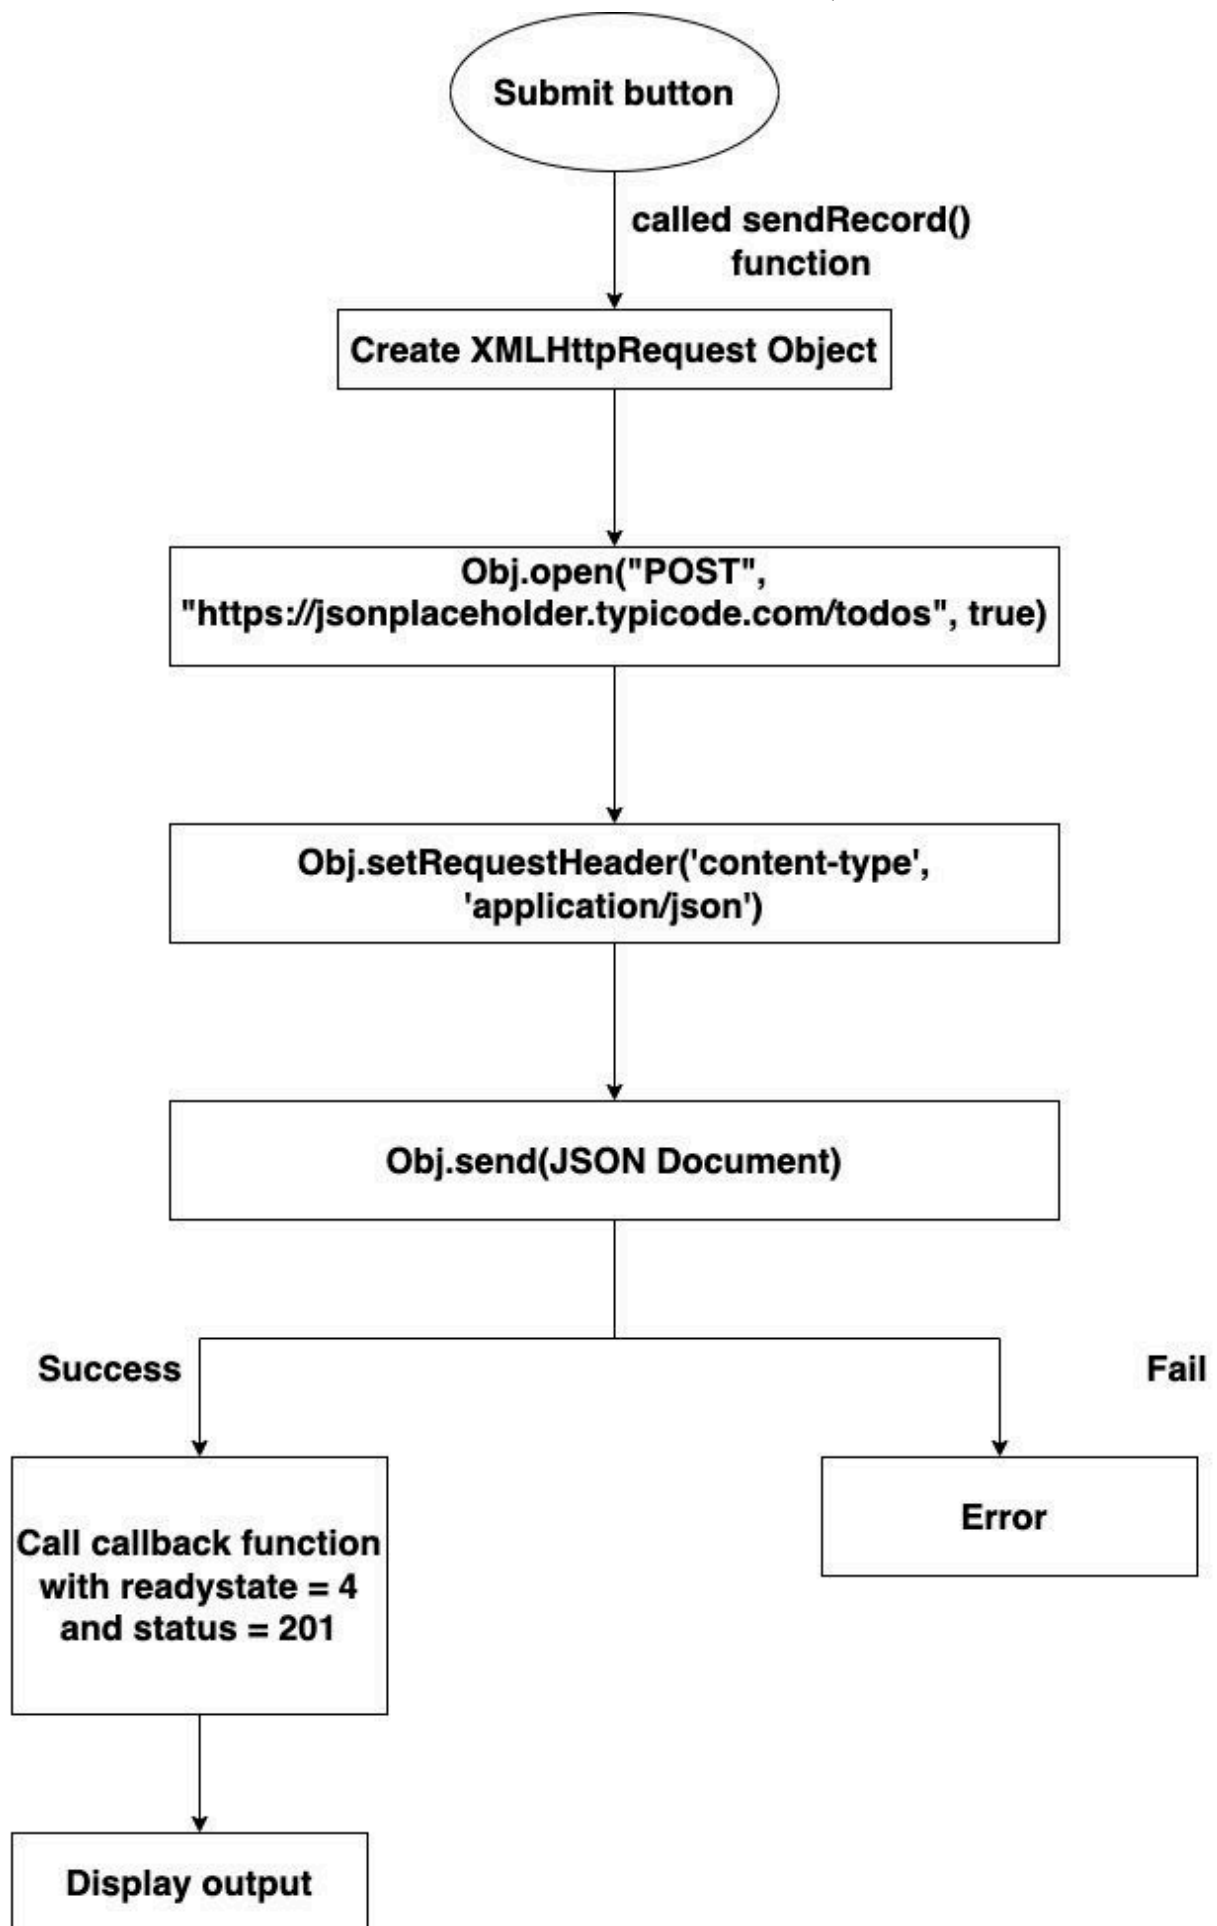 Submit button
called sendRecord()
function
Create XMLHttpRequest Object
Obj.open("POST",
"https://jsonplaceholder.typicode.com/todos", true)
Obj.setRequestHeader('content-type',
'application/json')
Obj.send(JSON Document)
Success
Fail
Call callback function
with readystate = 4
and status = 201
Error
Display output